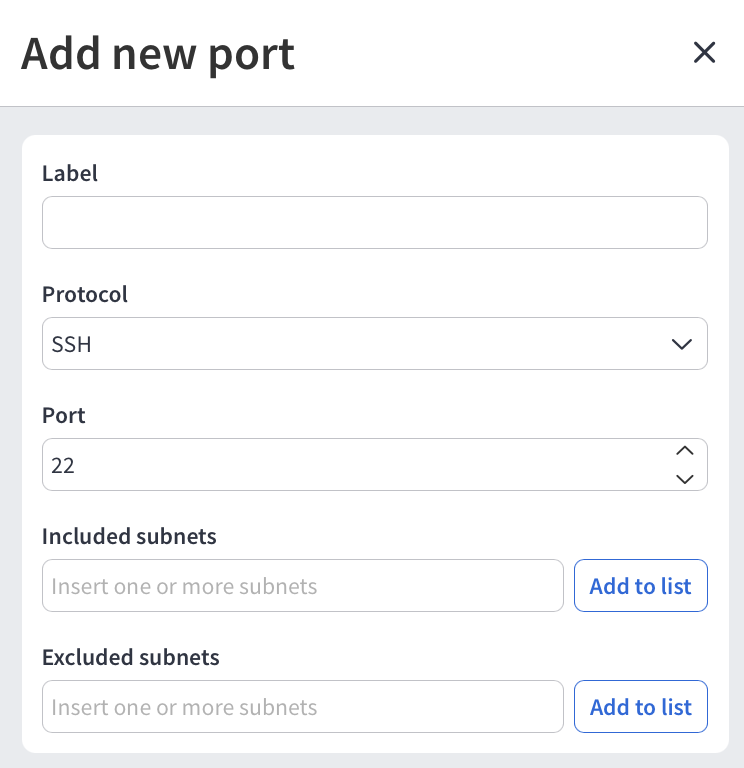 Add new port
Label
Protocol
SSH
Port
22
Included subnets
Insert one or more subnets
Add to list
Excluded subnets
Insert one or more subnets
Add to list